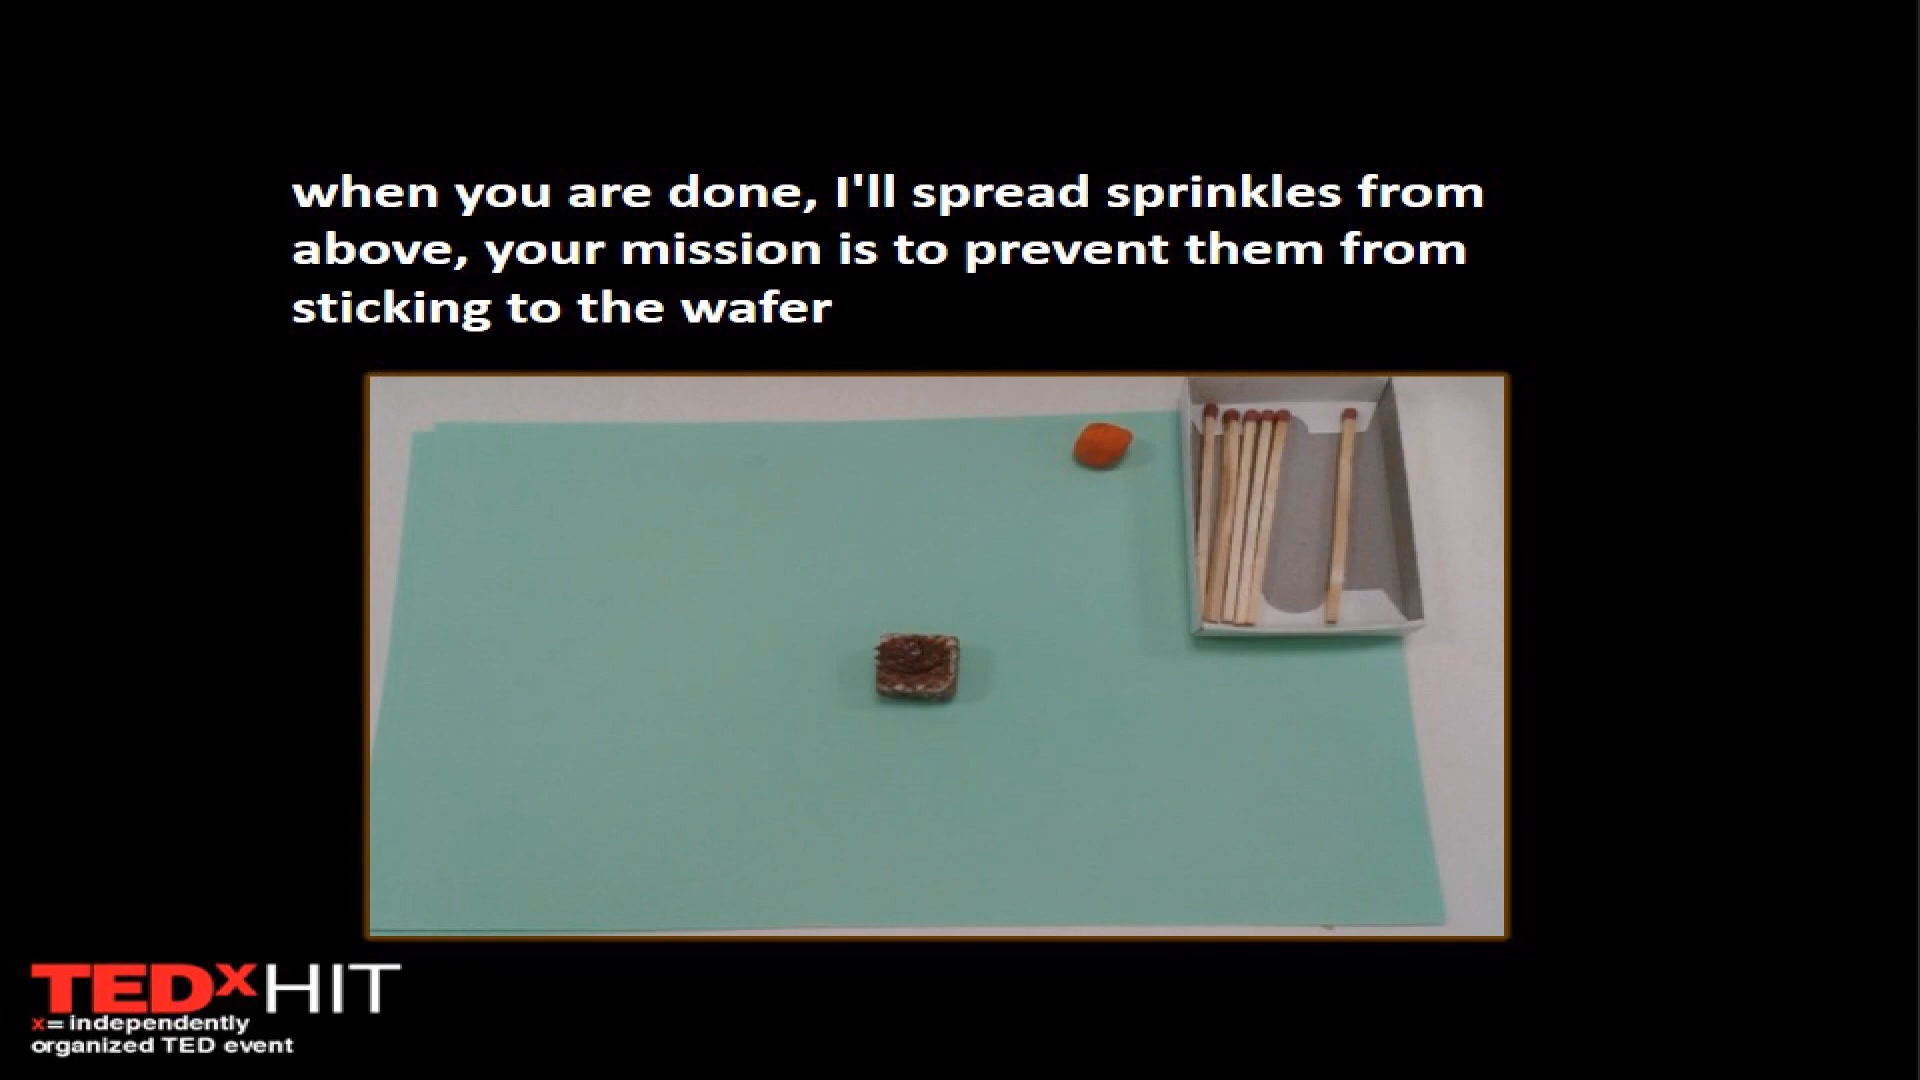 when you are done, I'll spread sprinkles from
above, your mission is to prevent them from
sticking to the wafer
TEDxHIT
x= independently
organized TED event